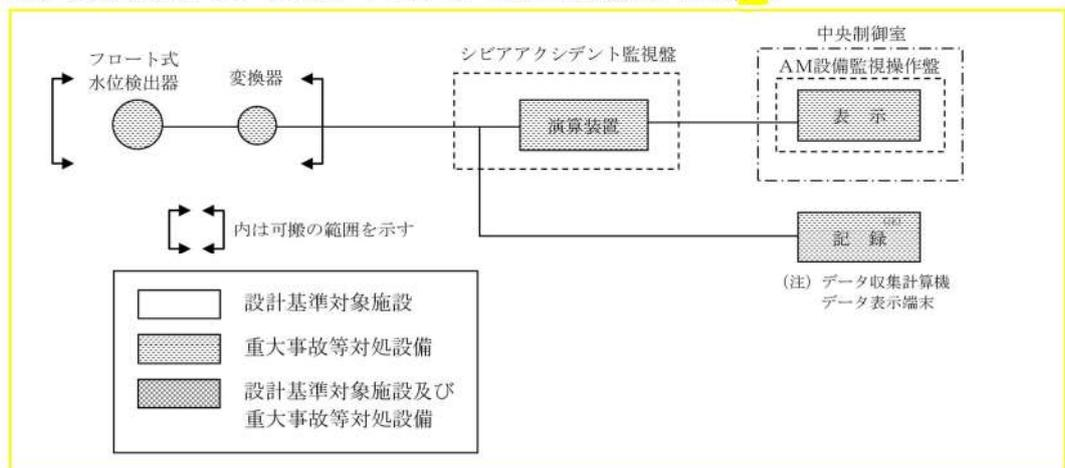 フロート式
水位検出器
変換器
シビアアクシデント監視盤
演算装置
中央制御室
AM設備監視操作盤
表 示
記 録
(注) データ収集計算機
データ表示端末
内は可搬の範囲を示す
設計基準対象施設
重大事故等対処設備
設計基準対象施設及び
重大事故等対処設備